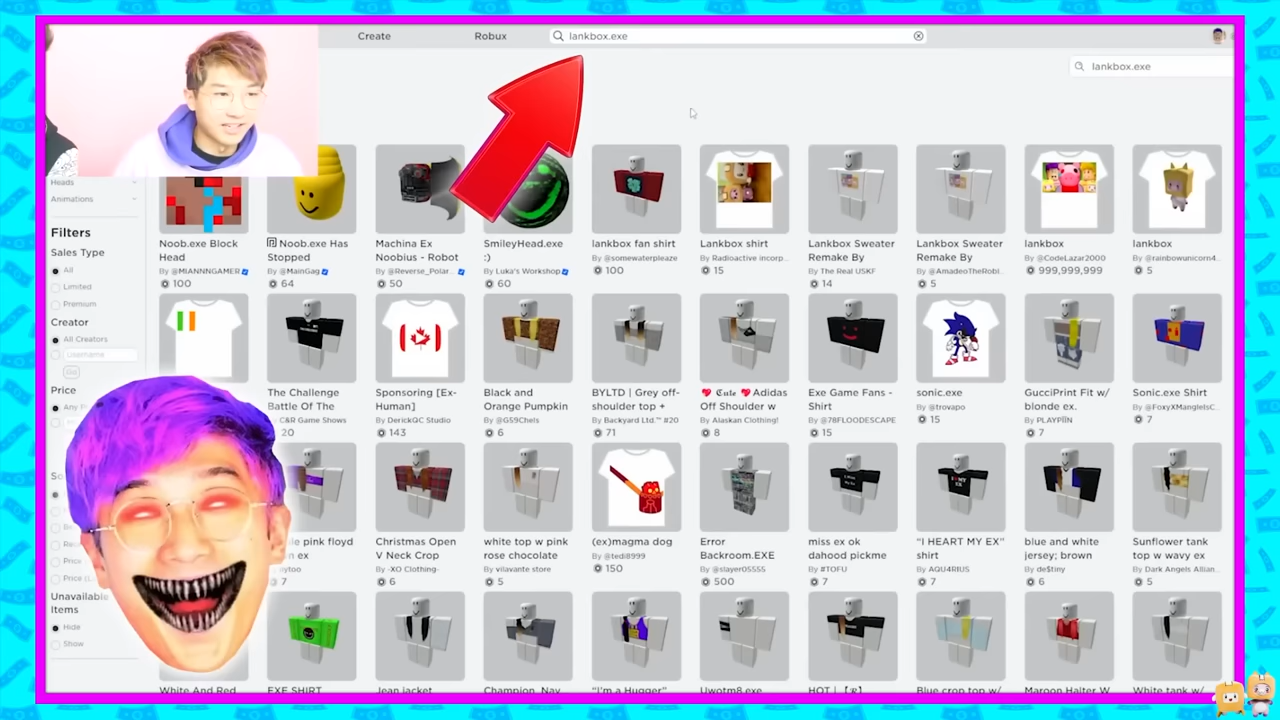 Create
Robux
lankbox.exe
lankbox.exe
Heads
Animations
Filters
Sales Type
All
Limited
Premium
Creator
All Creators
Username
Go
Price
Unavailable
Items
Hide
Show
Noob.exe Block
Head
By @MIANNNGAMER
100
Noob.exe Has
Stopped
By @MainGag
64
Machina Ex
Noobius - Robot
By @Reverse_Polar...
50
SmileyHead.exe
:)
By Luka's Workshop
60
lankbox fan shirt
By @somewaterpleaze
100
Lankbox shirt
By Radioactive incorp...
15
Lankbox Sweater
Remake By
By The Real USKF
14
Lankbox Sweater
Remake By
By @AmadeoTheRobl...
5
lankbox
By @CodeLazar2000
999,999,999
lankbox
By @rainbowunicorn4...
5
The Challenge
Battle Of The
By C&R Game Shows
20
Sponsoring [Ex-
Human]
By DerickQC Studio
143
Black and
Orange Pumpkin
By @GS9Chels
6
BYLTD | Grey off-
shoulder top +
By Backyard Ltd.™ #20
71
💖 𝕮𝖚𝖙𝖊 💖Adidas
Off Shoulder w
By Alaskan Clothing!
8
Exe Game Fans -
Shirt
By @78FLOODESCAPE
15
sonic.exe
By @trovapo
15
GucciPrint Fit w/
blonde ex.
By PLAYPIIN
7
Sonic.exe Shirt
By @FoxyXMangleIsC...
7
pink floyd
ex
7
Christmas Open
V Neck Crop
By -XO Clothing-
6
white top w pink
rose chocolate
By vilavante store
5
(ex)magma dog
By @tedi8999
150
Error
Backroom.EXE
By @slayer05555
500
miss ex ok
dahood pickme
By #TOFU
7
"I HEART MY EX"
shirt
By AQU4RIUS
7
blue and white
jersey; brown
By de$tiny
6
Sunflower tank
top w wavy ex
By Dark Angels Allian...
5
White And Red
EXE SHIRT
Jean jacket
Champion, Nav
"i'm a Hugger"
Uwotm8.exe
HOT | 【👻】
Blue crop top w/
Maroon Halter W
White tank w/